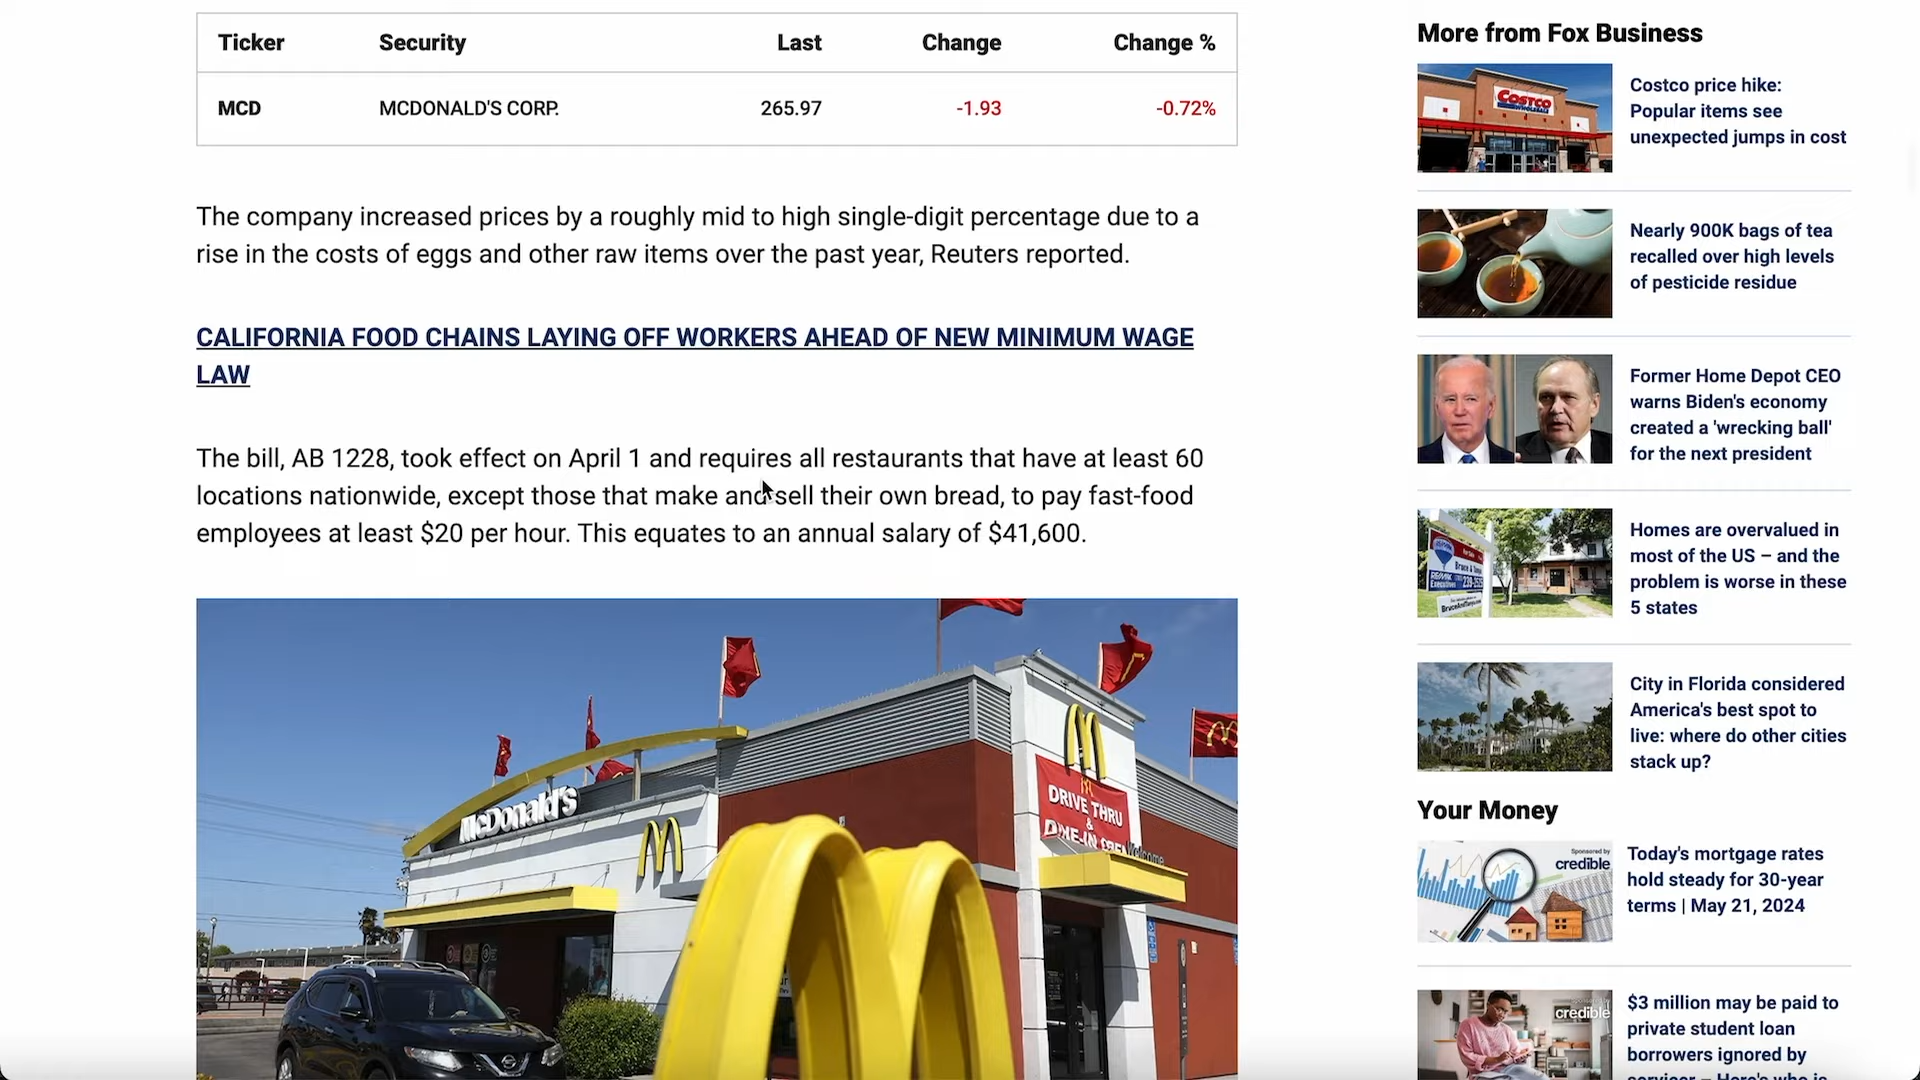 Ticker Security Last Change Change %
MCD MCDONALD'S CORP. 265.97 -1.93 -0.72%
The company increased prices by a roughly mid to high single-digit percentage due to a
rise in the costs of eggs and other raw items over the past year, Reuters reported.
CALIFORNIA FOOD CHAINS LAYING OFF WORKERS AHEAD OF NEW MINIMUM WAGE
LAW
The bill, AB 1228, took effect on April 1 and requires all restaurants that have at least 60
locations nationwide, except those that make and sell their own bread, to pay fast-food
employees at least $20 per hour. This equates to an annual salary of $41,600.
McDonald's
DRIVE THRU
&
Welcome
More from Fox Business
COSTCO
Costco price hike:
Popular items see
unexpected jumps in cost
Nearly 900K bags of tea
recalled over high levels
of pesticide residue
Former Home Depot CEO
warns Biden's economy
created a 'wrecking ball'
for the next president
Homes are overvalued in
most of the US – and the
problem is worse in these
5 states
City in Florida considered
America's best spot to
live: where do other cities
stack up?
Your Money
Sponsored by
credible
Today's mortgage rates
hold steady for 30-year
terms | May 21, 2024
credible
$3 million may be paid to
private student loan
borrowers ignored by
servicer – Here's who is